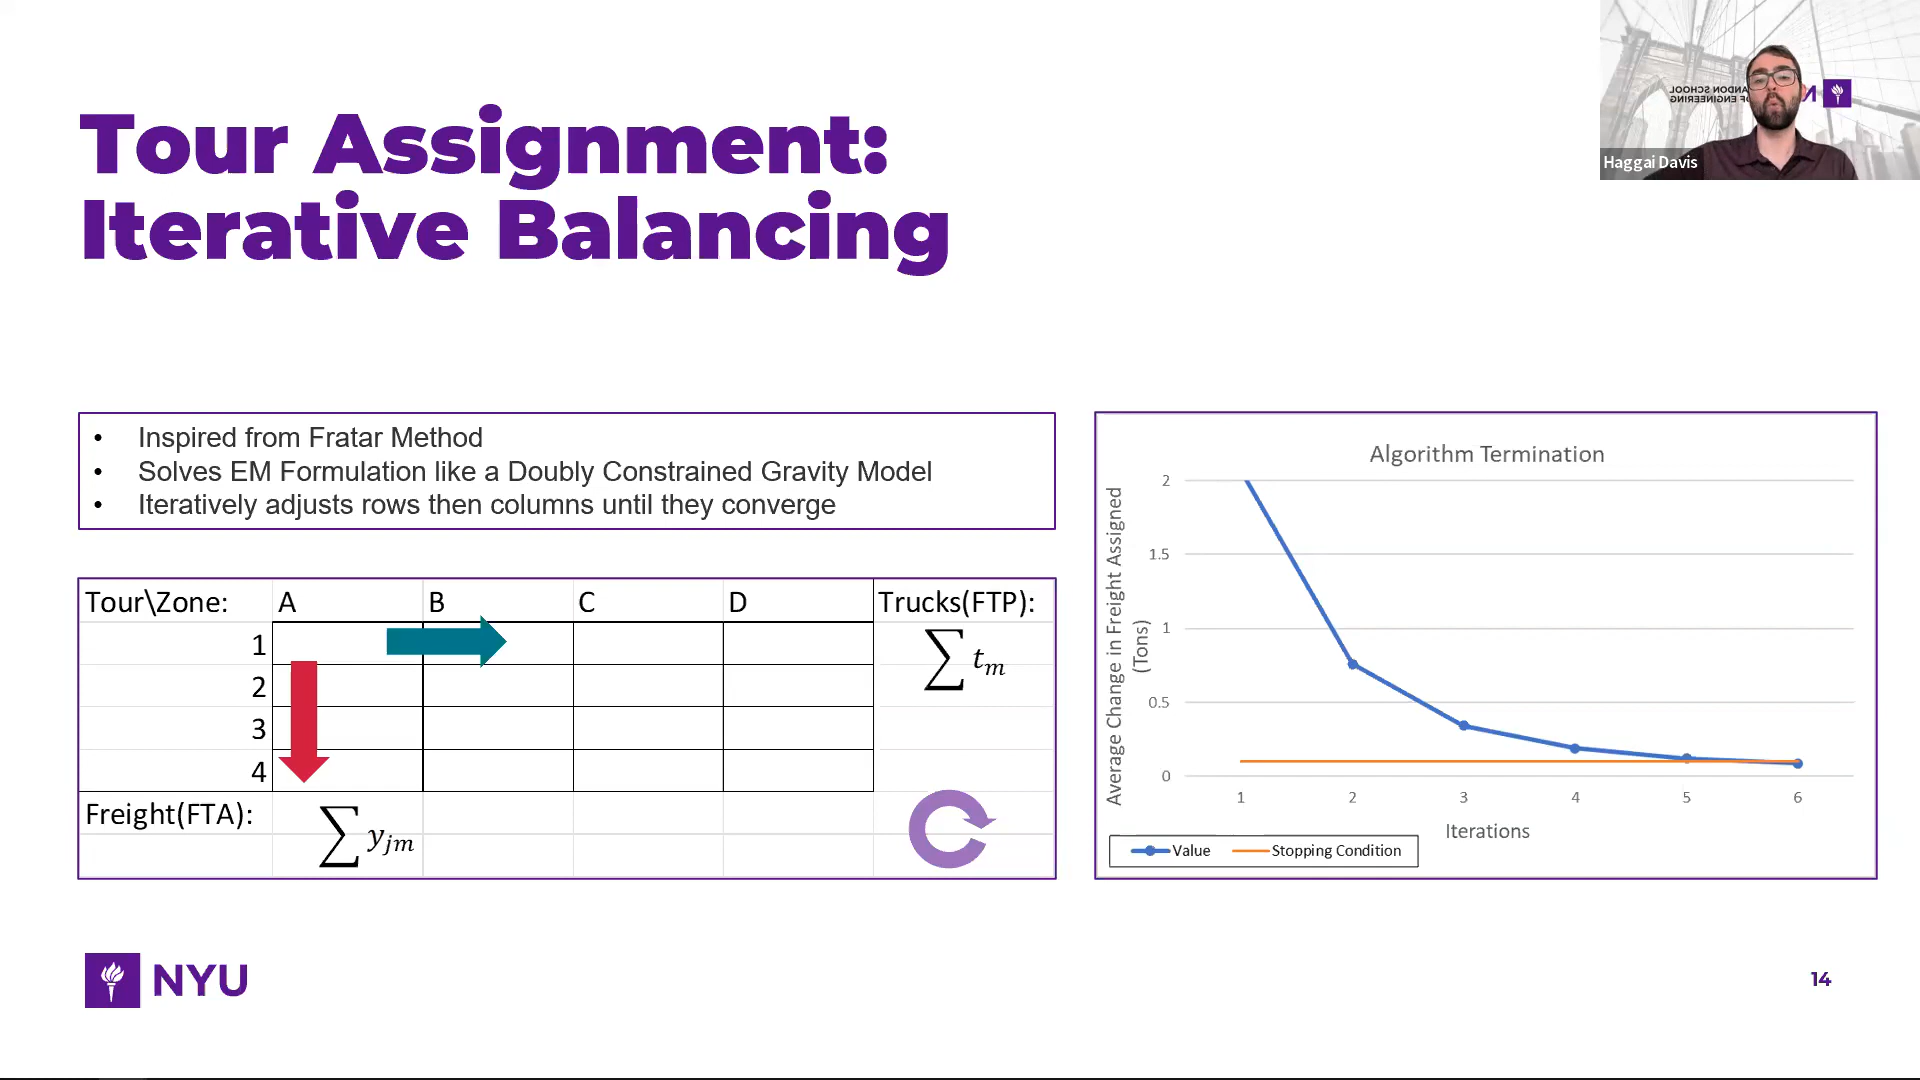 Tour Assignment:
Iterative Balancing
Haggai Davis
• Inspired from Fratar Method
• Solves EM Formulation like a Doubly Constrained Gravity Model
• Iteratively adjusts rows then columns until they converge
Tour\Zone: A B C D Trucks(FTP):
1 ∑ t_m
2
3
4
Freight(FTA): ∑ y_jm
Algorithm Termination
Average Change in Freight Assigned
(Tons)
2
1.5
1
0.5
0
1 2 3 4 5 6
Iterations
Value Stopping Condition
NYU
14